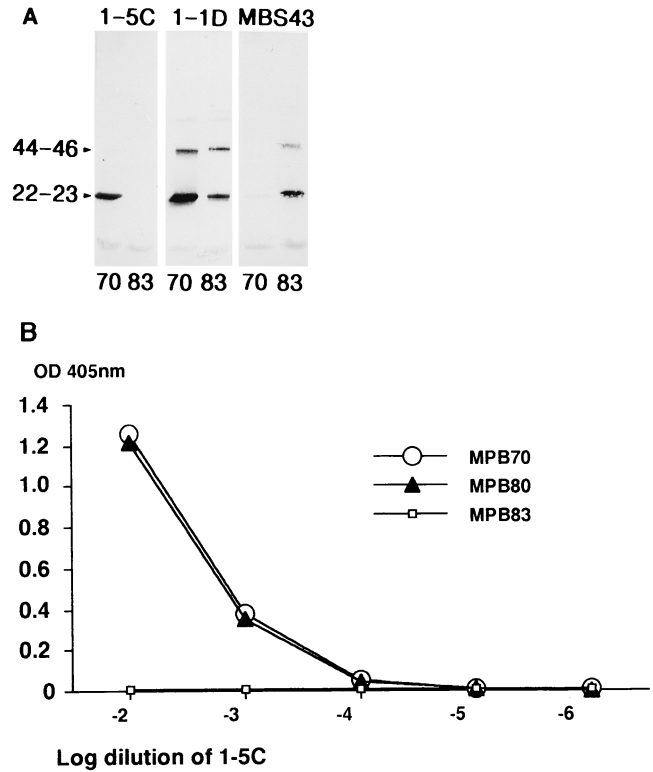 A
1-5C 1-1D MBS43
44-46
22-23
70 83 70 83 70 83
B
OD 405nm
1.4
1.2
1.0
0.8
0.6
0.4
0.2
0
MPB70
MPB80
MPB83
-2 -3 -4 -5 -6
Log dilution of 1-5C